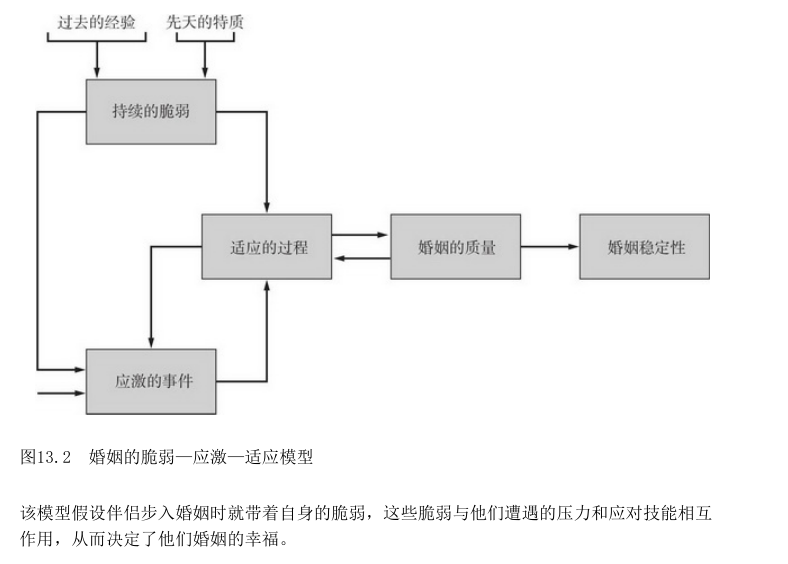 过去的经验 先天的特质
持续的脆弱
适应的过程 婚姻的质量 婚姻稳定性
应激的事件
图13.2 婚姻的脆弱—应激—适应模型
该模型假设伴侣步入婚姻时就带着自身的脆弱，这些脆弱与他们遭遇的压力和应对技能相互
作用，从而决定了他们婚姻的幸福。